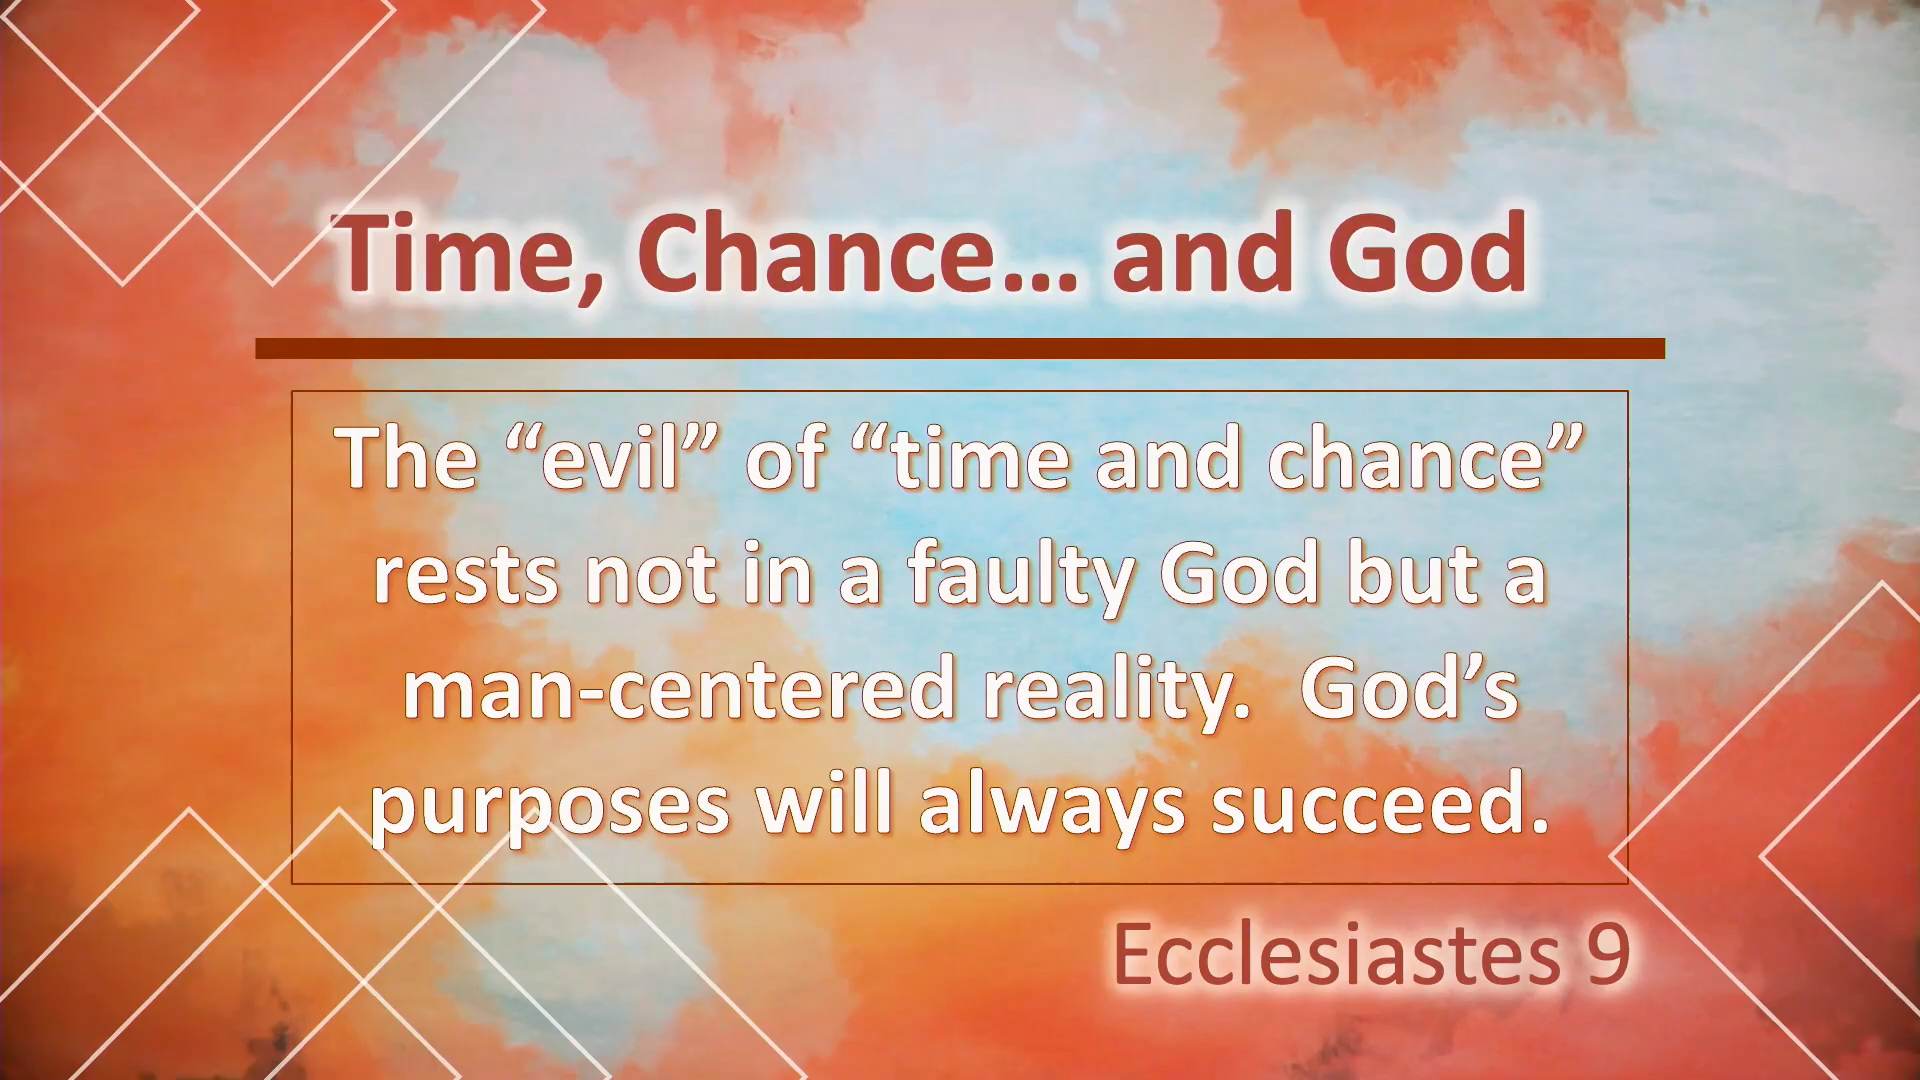 Time, Chance… and God
The “evil” of “time and chance”
rests not in a faulty God but a
man-centered reality.  God’s
purposes will always succeed.
Ecclesiastes 9